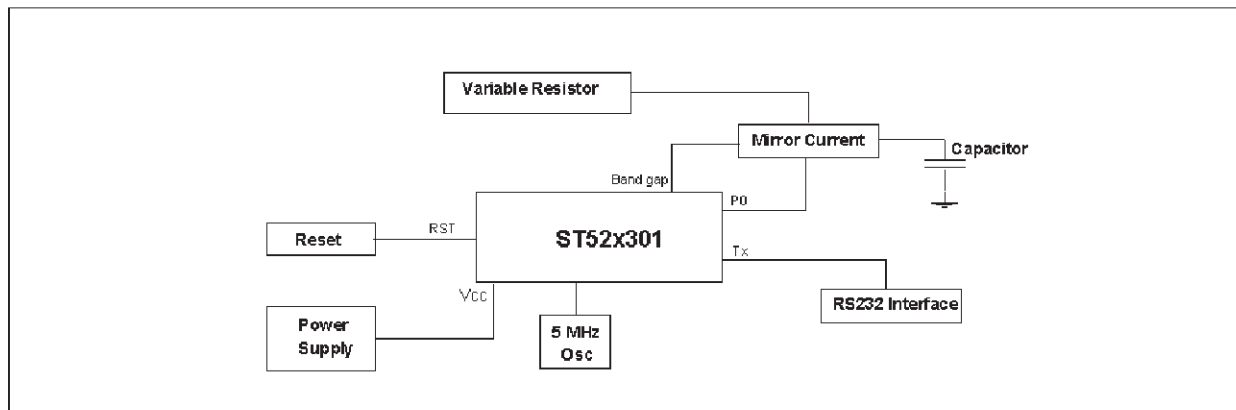 Variable Resistor
Mirror Current
Capacitor
Band gap
P0
RST
Reset
ST52x301
Tx
Vcc
RS232 Interface
Power
Supply
5 MHz
Osc